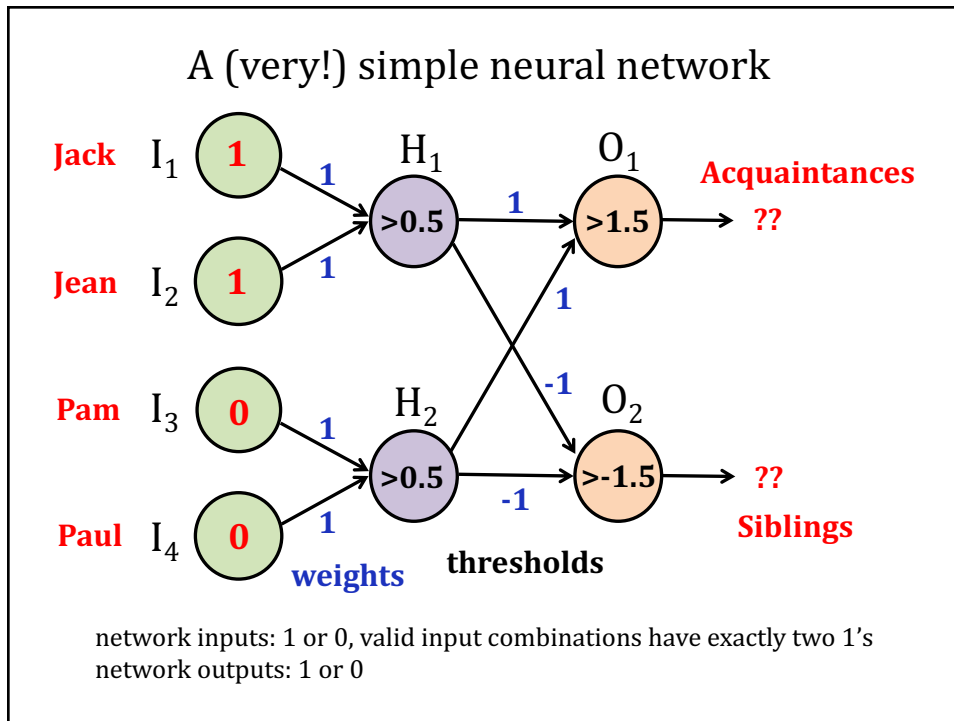 A (very!) simple neural network
Jack I₁ 1
1
H₁
>0.5
1
O₁
>1.5
Acquaintances
??
Jean I₂ 1
1
1
-1
Pam I₃ 0
1
H₂
>0.5
-1
O₂
>-1.5
??
Siblings
Paul I₄ 0
1
weights
thresholds
network inputs: 1 or 0, valid input combinations have exactly two 1's
network outputs: 1 or 0